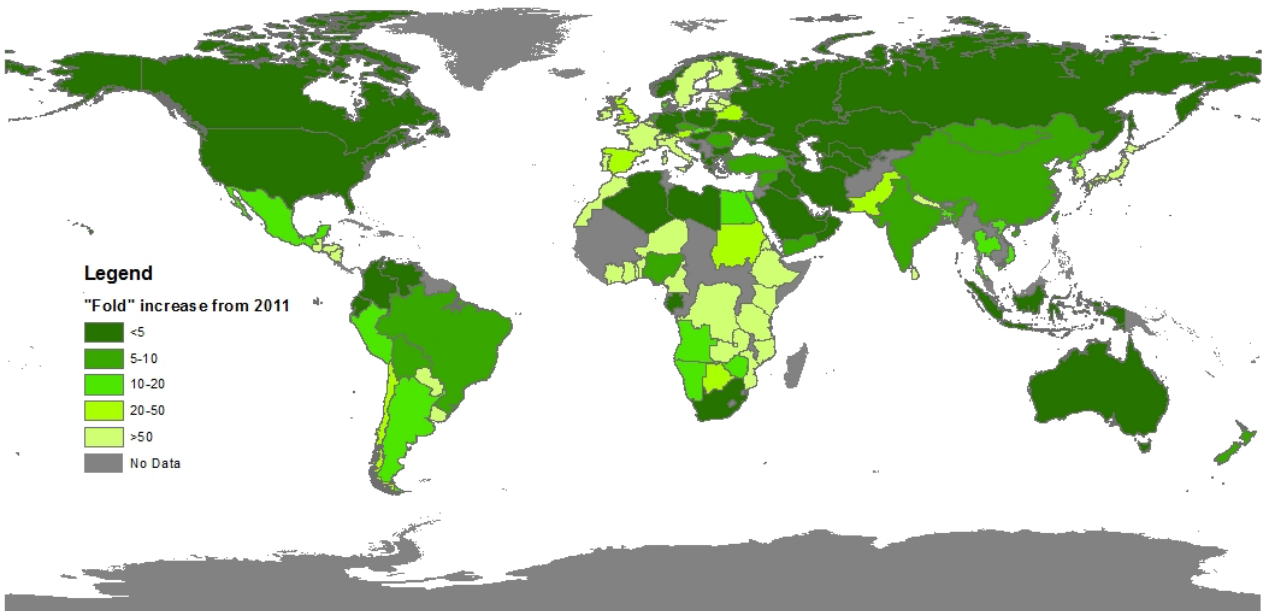 Legend
"Fold" increase from 2011
<5
5-10
10-20
20-50
>50
No Data